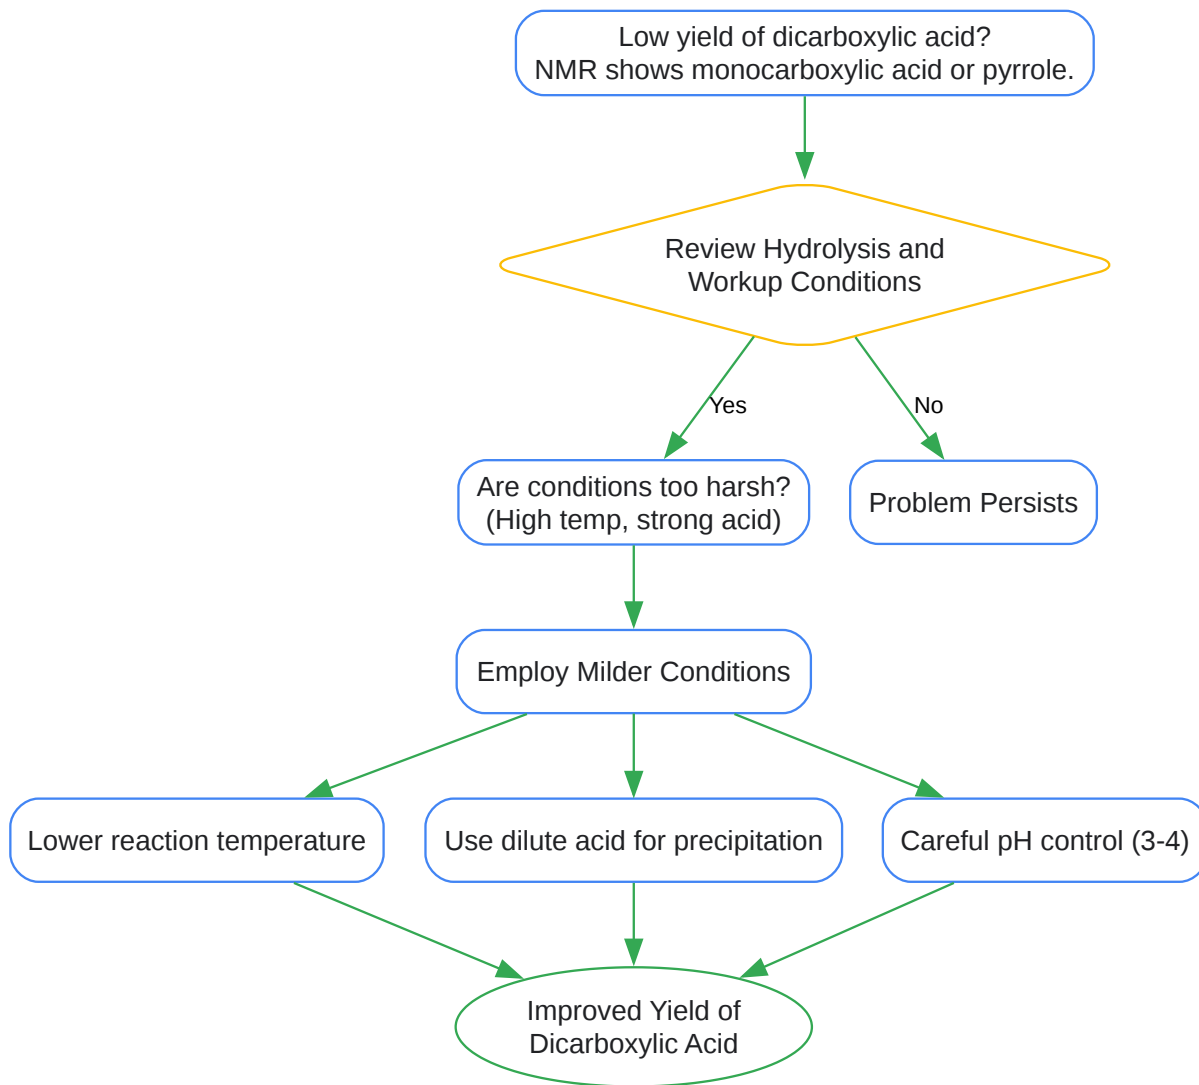 Low yield of dicarboxylic acid?
NMR shows monocarboxylic acid or pyrrole.
Review Hydrolysis and
Workup Conditions
Yes
No
Are conditions too harsh?
(High temp, strong acid)
Problem Persists
Employ Milder Conditions
Lower reaction temperature
Use dilute acid for precipitation
Careful pH control (3-4)
Improved Yield of
Dicarboxylic Acid